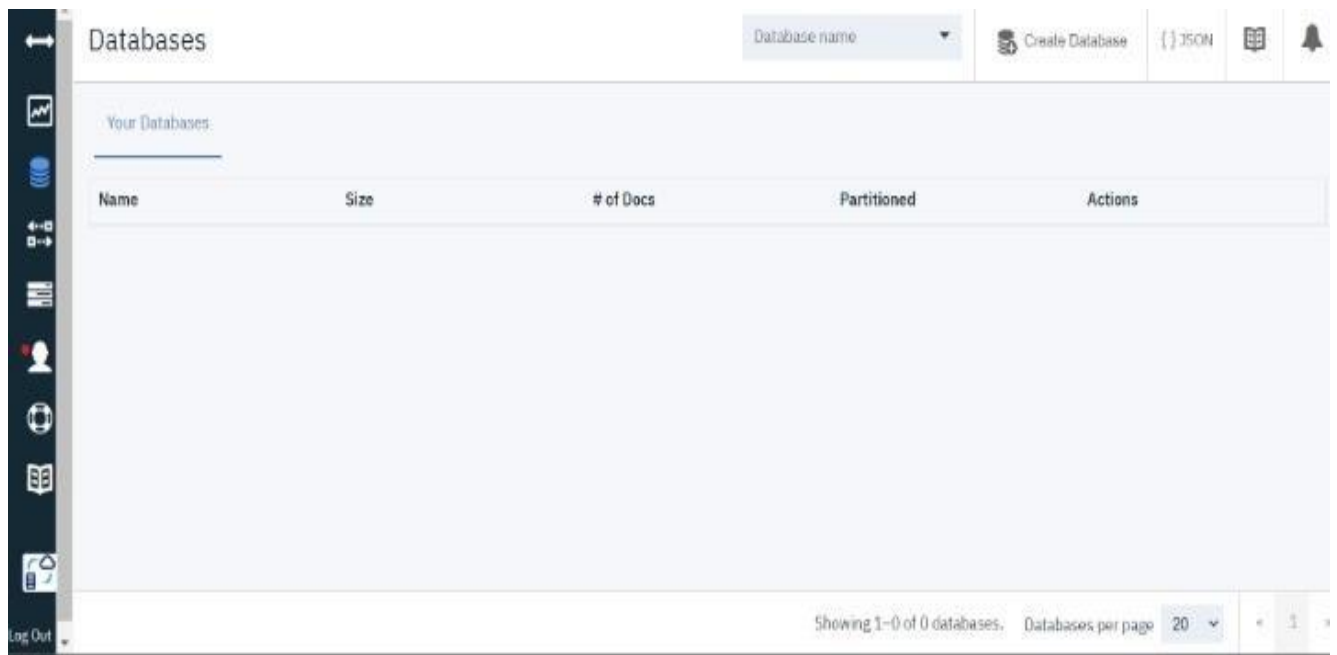 Databases
Database name
Create Database
{ } JSON
Your Databases
Name Size # of Docs Partitioned Actions
Showing 1–0 of 0 databases. Databases per page 20
1
Log Out